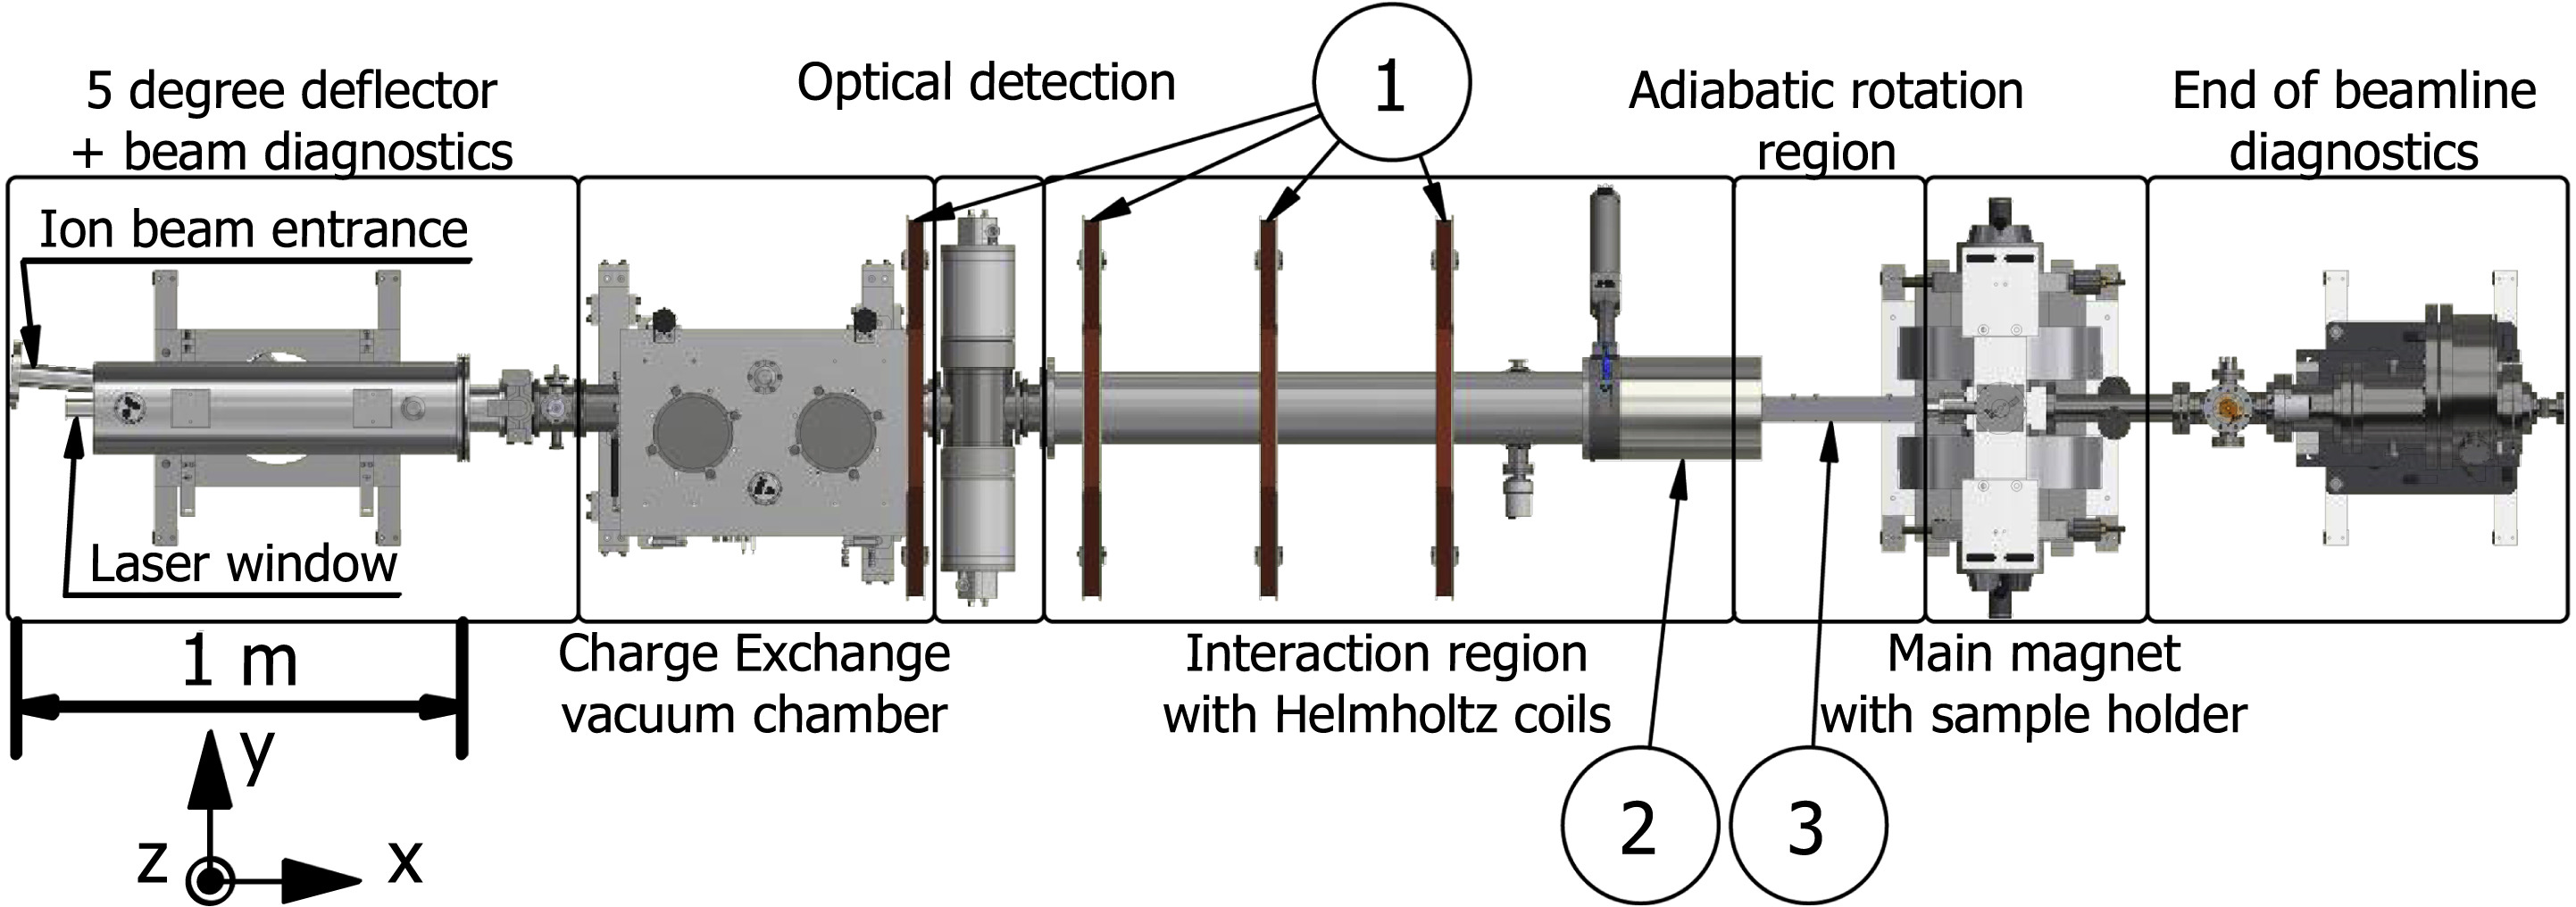 5 degree deflector
+ beam diagnostics
Optical detection
1
Adiabatic rotation
region
End of beamline
diagnostics
Ion beam entrance
Laser window
1 m
Charge Exchange
vacuum chamber
Interaction region
with Helmholtz coils
Main magnet
with sample holder
2
3
y
z
x